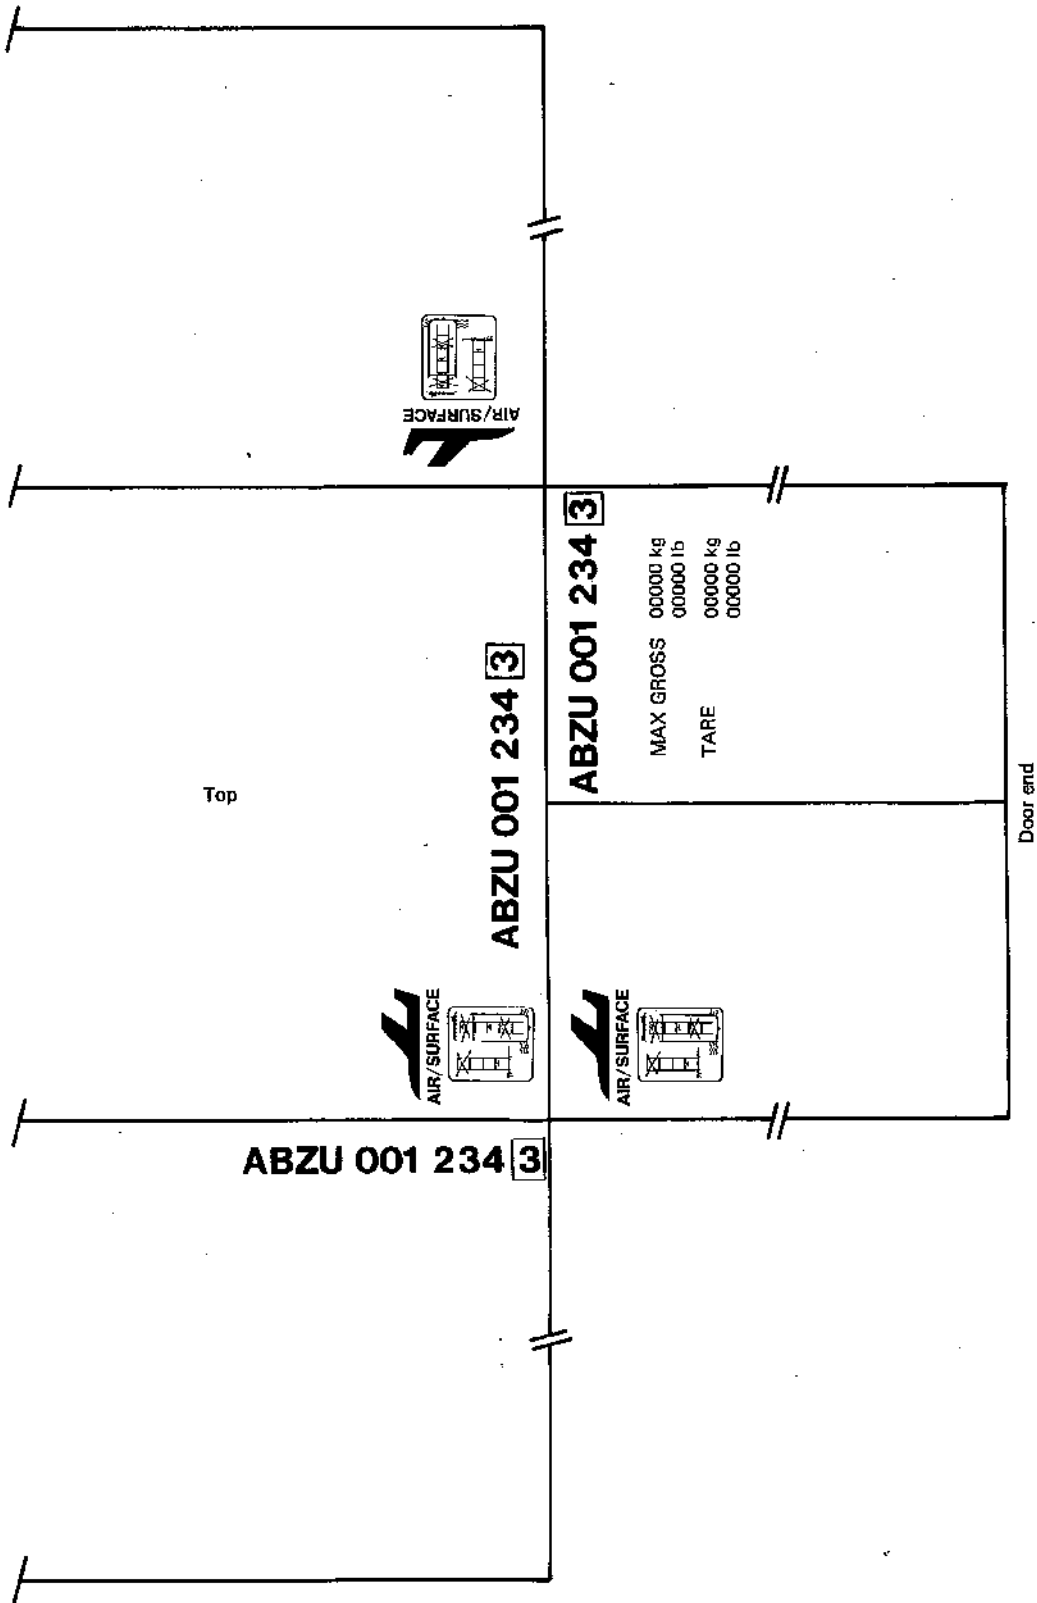 AIR/SURFACE
Top
ABZU 001 234 3
ABZU 001 234 3
MAX GROSS 00000 kg
00000 lb
TARE 00000 kg
00000 lb
AIR/SURFACE
AIR/SURFACE
ABZU 001 234 3
Door end